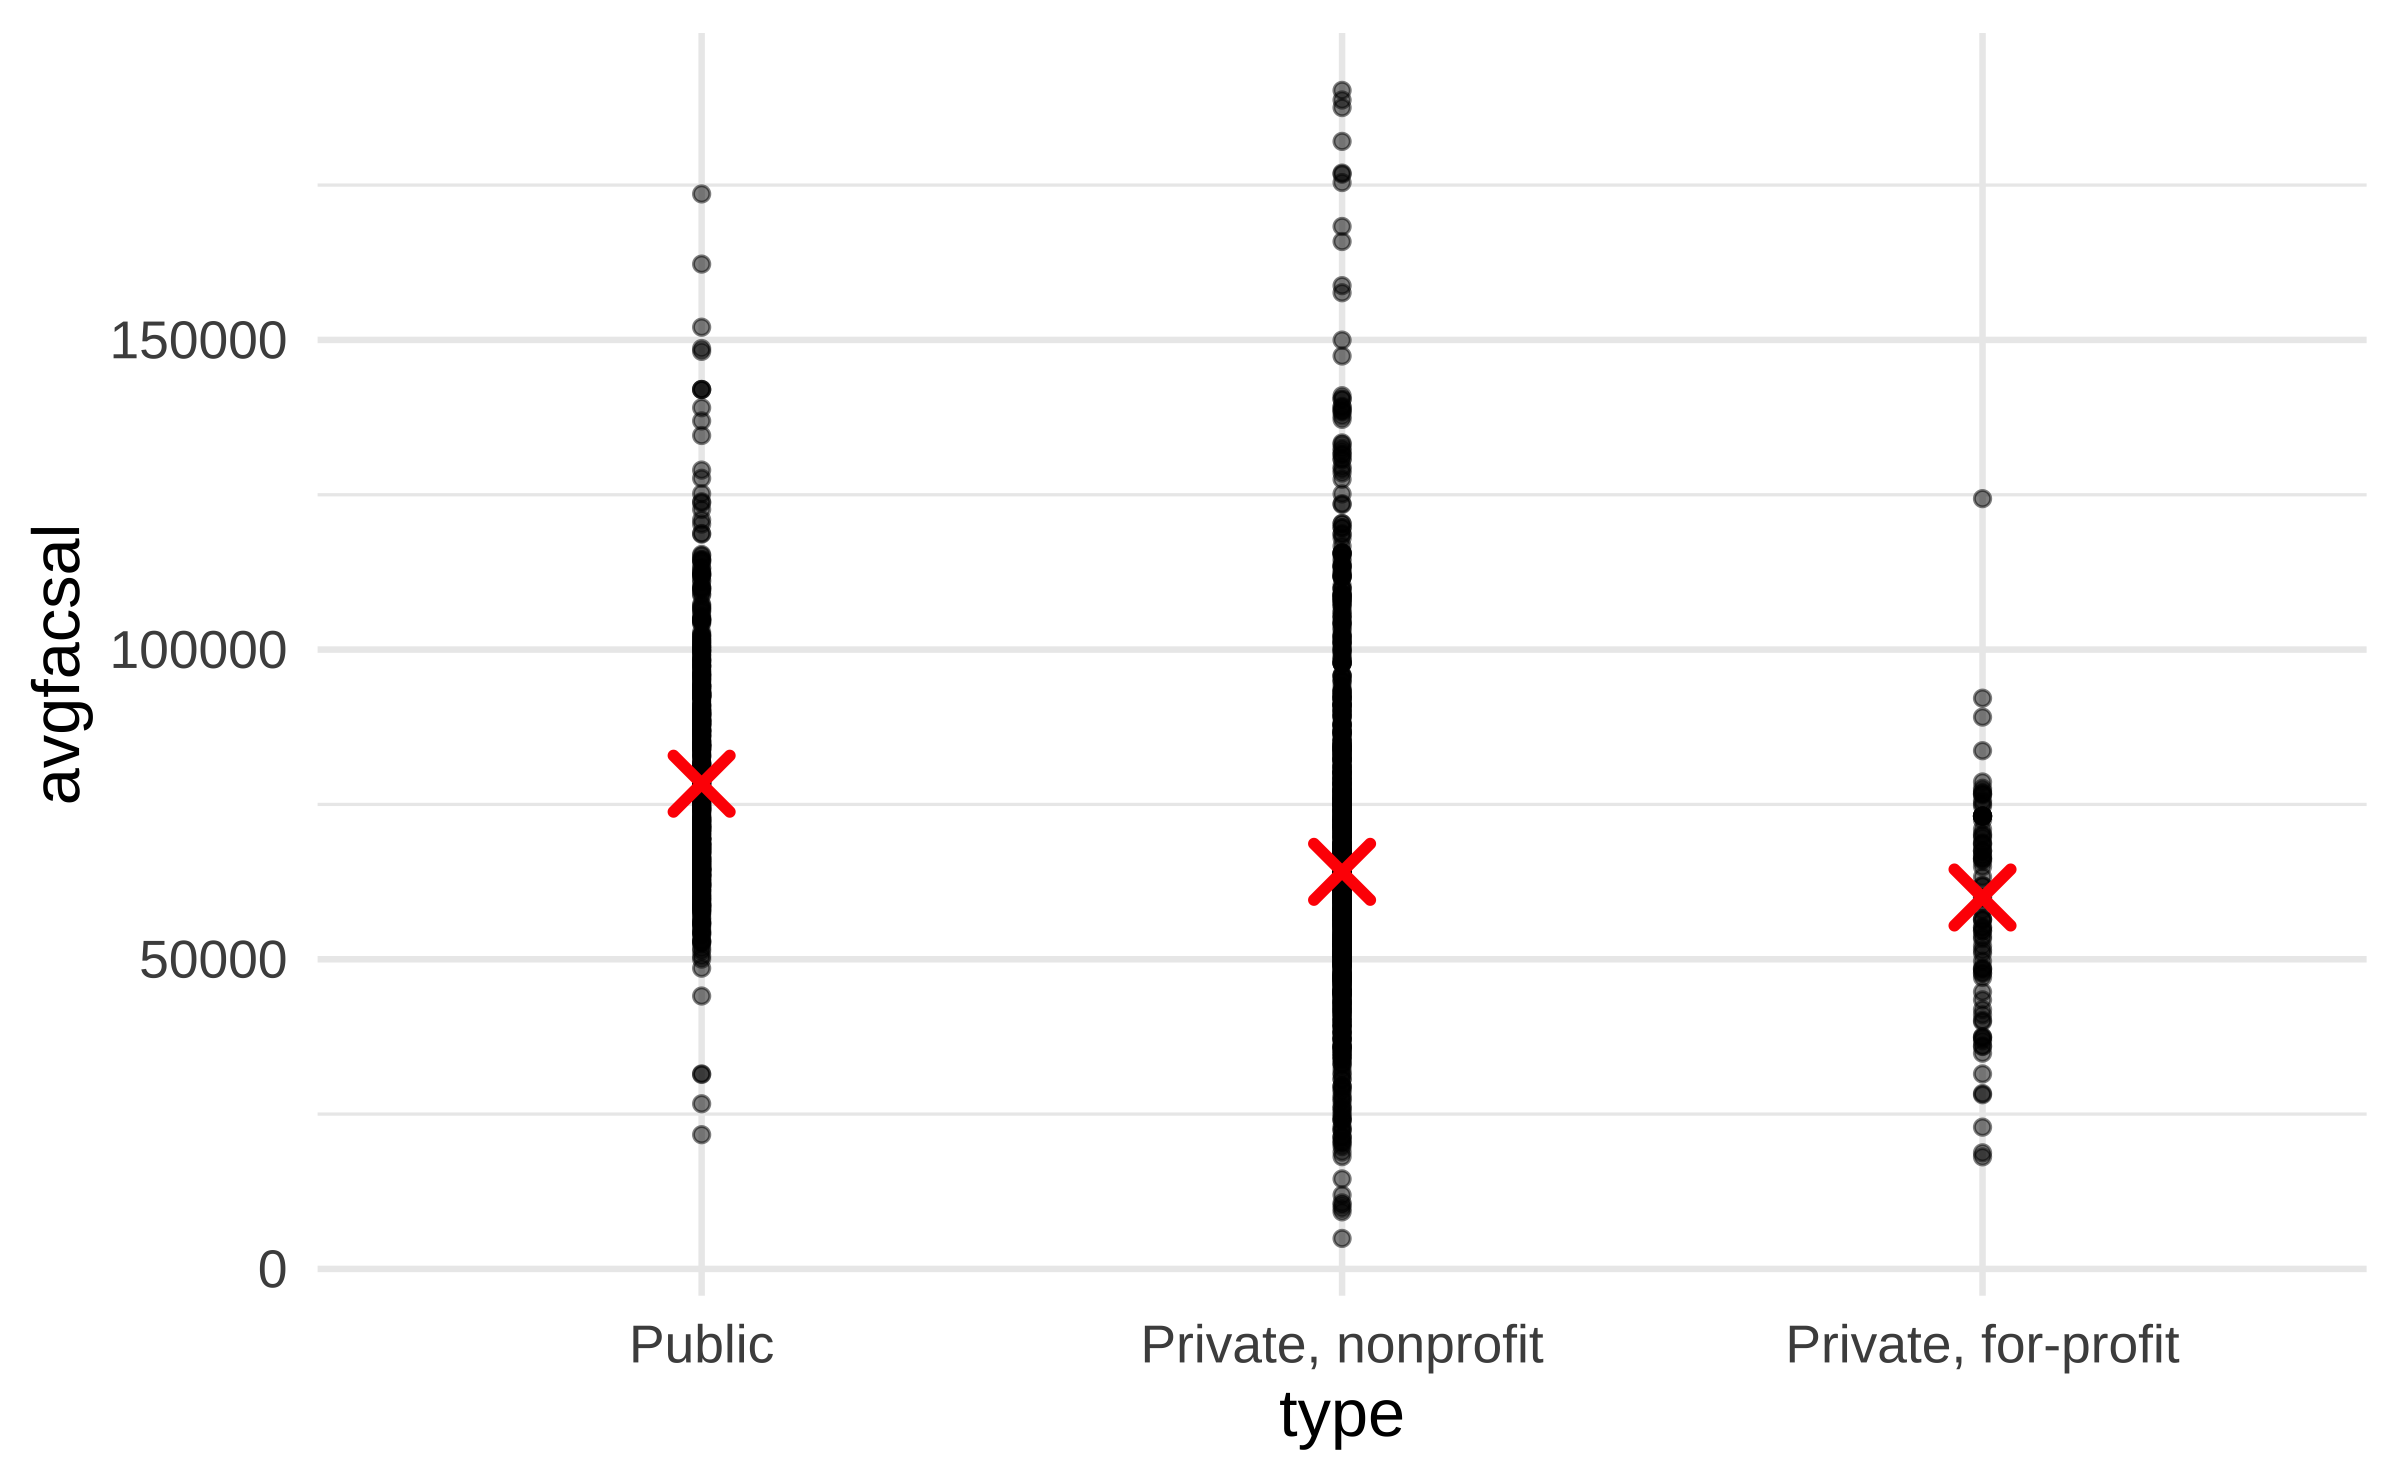 avgfacsal
150000
100000
50000
0
Public Private, nonprofit Private, for-profit
type